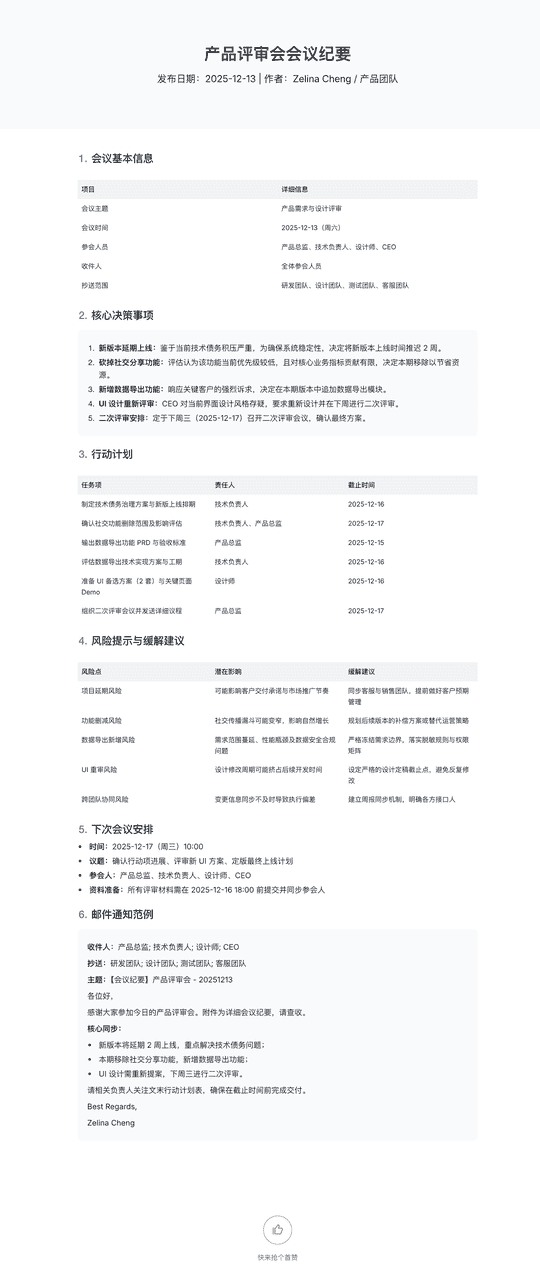 产品评审会会议纪要
发布日期：2025-12-13 | 作者：Zelina Cheng / 产品团队
1. 会议基本信息
项目 详细信息
会议主题 产品需求与设计评审
会议时间 2025-12-13（周六）
参会人员 产品总监、技术负责人、设计师、CEO
收件人 全体参会人员
抄送范围 研发团队、设计团队、测试团队、客服团队
2. 核心决策事项
1. 新版本延期上线：鉴于当前技术债务积压严重，为确保系统稳定性，决定将新版本上线时间推迟 2 周。
2. 砍掉社交分享功能：评估认为该功能当前优先级较低，且对核心业务指标贡献有限，决定本期移除以节省资
源。
3. 新增数据导出功能：响应关键客户的强烈诉求，决定在本期版本中追加数据导出模块。
4. UI 设计重新评审：CEO 对当前界面设计风格存疑，要求重新设计并在下周进行二次评审。
5. 二次评审安排：定于下周三（2025-12-17）召开二次评审会议，确认最终方案。
3. 行动计划
任务项 责任人 截止时间
制定技术债务治理方案与新版上线排期 技术负责人 2025-12-16
确认社交功能删除范围及影响评估 技术负责人、产品总监 2025-12-17
输出数据导出功能 PRD 与验收标准 产品总监 2025-12-15
评估数据导出技术实现方案与工期 技术负责人 2025-12-16
准备 UI 备选方案（2 套）与关键页面 设计师 2025-12-16
Demo
组织二次评审会议并发送详细议程 产品总监 2025-12-17
4. 风险提示与缓解建议
风险点 潜在影响 缓解建议
项目延期风险 可能影响客户交付承诺与市场推广节奏 同步客服与销售团队，提前做好客户预期
管理
功能删减风险 社交传播漏斗可能变窄，影响自然增长 规划后续版本的补偿方案或替代运营策略
数据导出新增风险 需求范围蔓延、性能瓶颈及数据安全合规 严格冻结需求边界，落实脱敏规则与权限
问题 矩阵
UI 重审风险 设计修改周期可能挤占后续开发时间 设定严格的设计定稿截止点，避免反复修
改
跨团队协同风险 变更信息同步不及时导致执行偏差 建立周报同步机制，明确各方接口人
5. 下次会议安排
• 时间：2025-12-17（周三）10:00
• 议题：确认行动项进展、评审新 UI 方案、定版最终上线计划
• 参会人：产品总监、技术负责人、设计师、CEO
• 资料准备：所有评审材料需在 2025-12-16 18:00 前提交并同步参会人
6. 邮件通知范例
收件人：产品总监; 技术负责人; 设计师; CEO
抄送：研发团队; 设计团队; 测试团队; 客服团队
主题：【会议纪要】产品评审会 - 20251213
各位好，
感谢大家参加今日的产品评审会。附件为详细会议纪要，请查收。
核心同步：
• 新版本将延期 2 周上线，重点解决技术债务问题；
• 本期移除社交分享功能，新增数据导出功能；
• UI 设计需重新提案，下周三进行二次评审。
请相关负责人关注文末行动计划表，确保在截止时间前完成交付。
Best Regards,
Zelina Cheng
快来抢个首赞